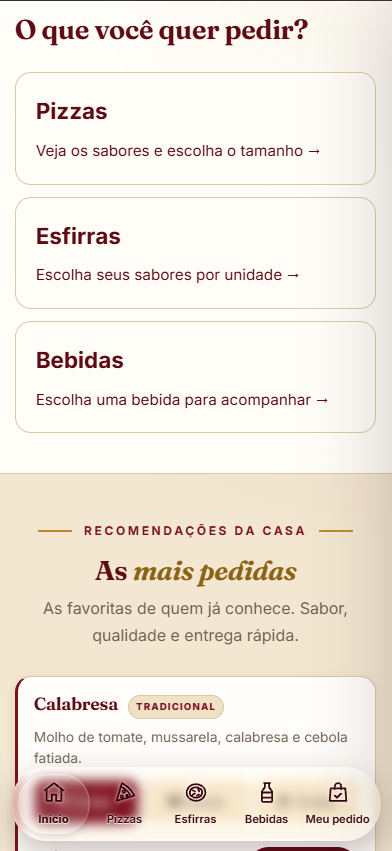 O que você quer pedir?
Pizzas
Veja os sabores e escolha o tamanho →
Esfirras
Escolha seus sabores por unidade →
Bebidas
Escolha uma bebida para acompanhar →
RECOMENDAÇÕES DA CASA
As mais pedidas
As favoritas de quem já conhece. Sabor,
qualidade e entrega rápida.
Calabresa TRADICIONAL
Molho de tomate, mussarela, calabresa e cebola
fatiada.
Início Pizzas Esfirras Bebidas Meu pedido